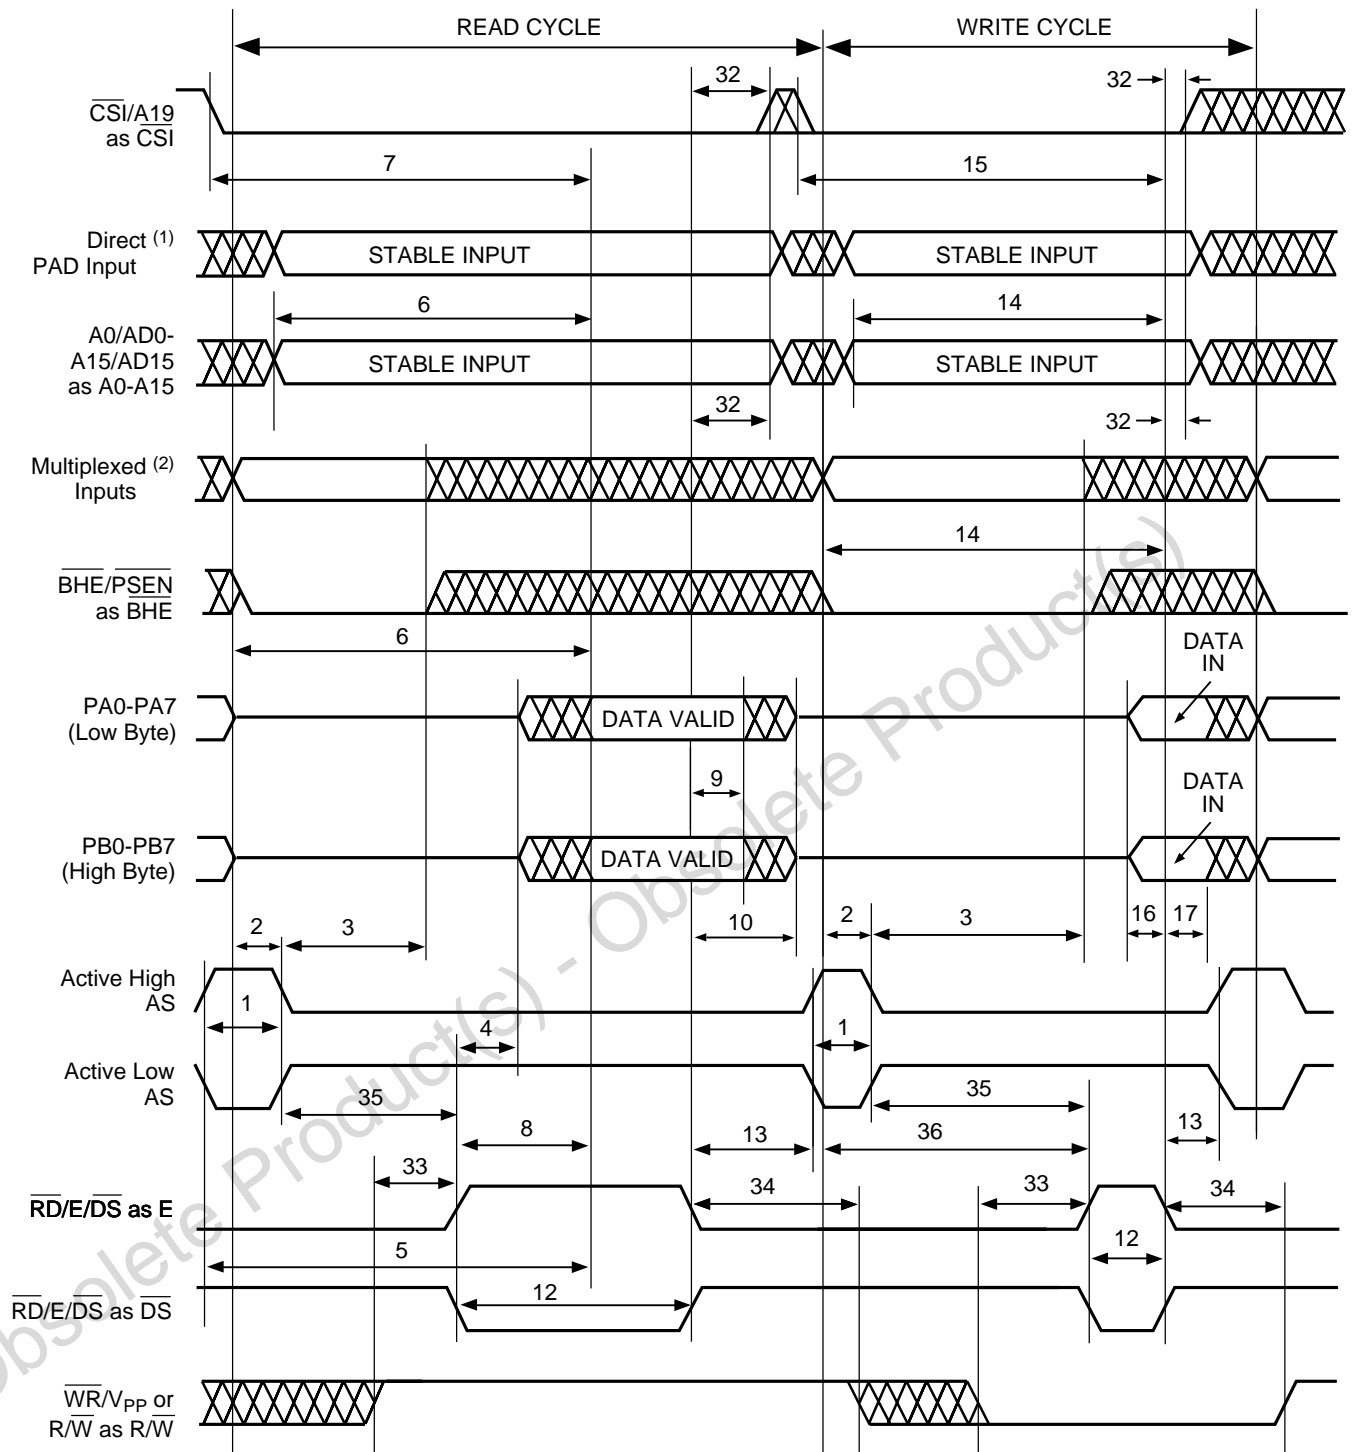 READ CYCLE
WRITE CYCLE
32
32
CSI/A19
as CSI
7
15
Direct (1)
PAD Input
STABLE INPUT
STABLE INPUT
6
14
A0/AD0-
A15/AD15
as A0-A15
STABLE INPUT
STABLE INPUT
32
32
Multiplexed (2)
Inputs
14
BHE/PSEN
as BHE
6
DATA
IN
PA0-PA7
(Low Byte)
DATA VALID
9
DATA
IN
PB0-PB7
(High Byte)
DATA VALID
2
3
10
2
3
16
17
Active High
AS
1
4
1
Active Low
AS
35
35
8
13
36
13
33
34
33
34
RD/E/DS as E
5
12
12
RD/E/DS as DS
WR/VPP or
R/W as R/W
Obsolete Product(s) - Obsolete Product(s)